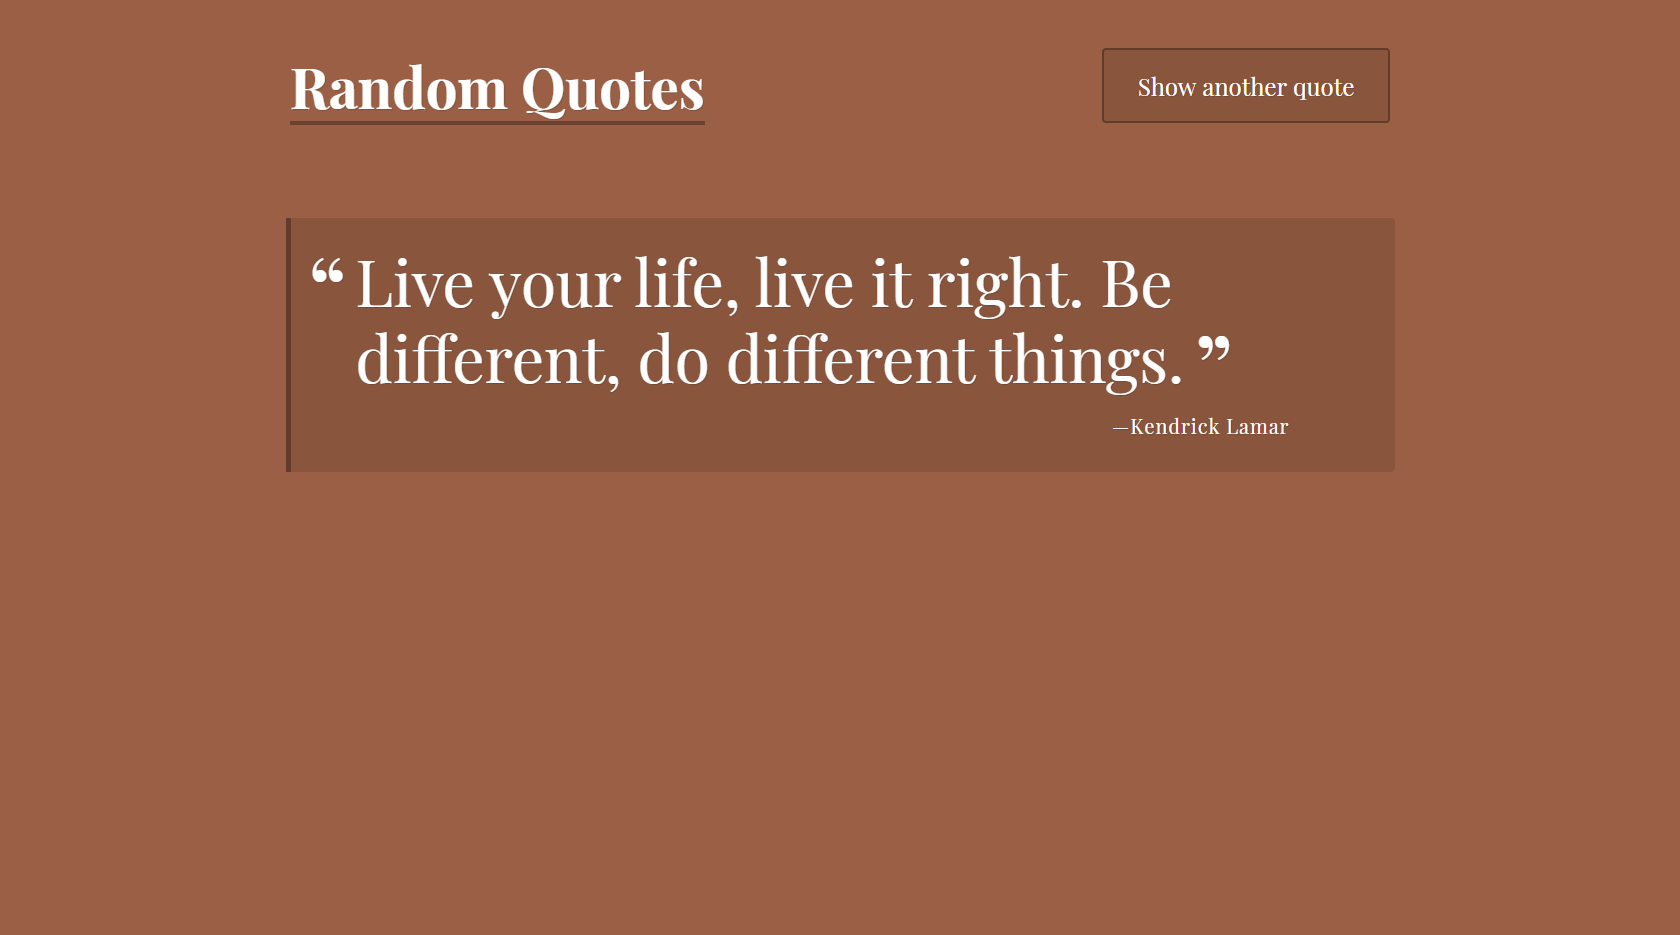 Random Quotes
Show another quote
“ Live your life, live it right. Be
different, do different things. ”
—Kendrick Lamar